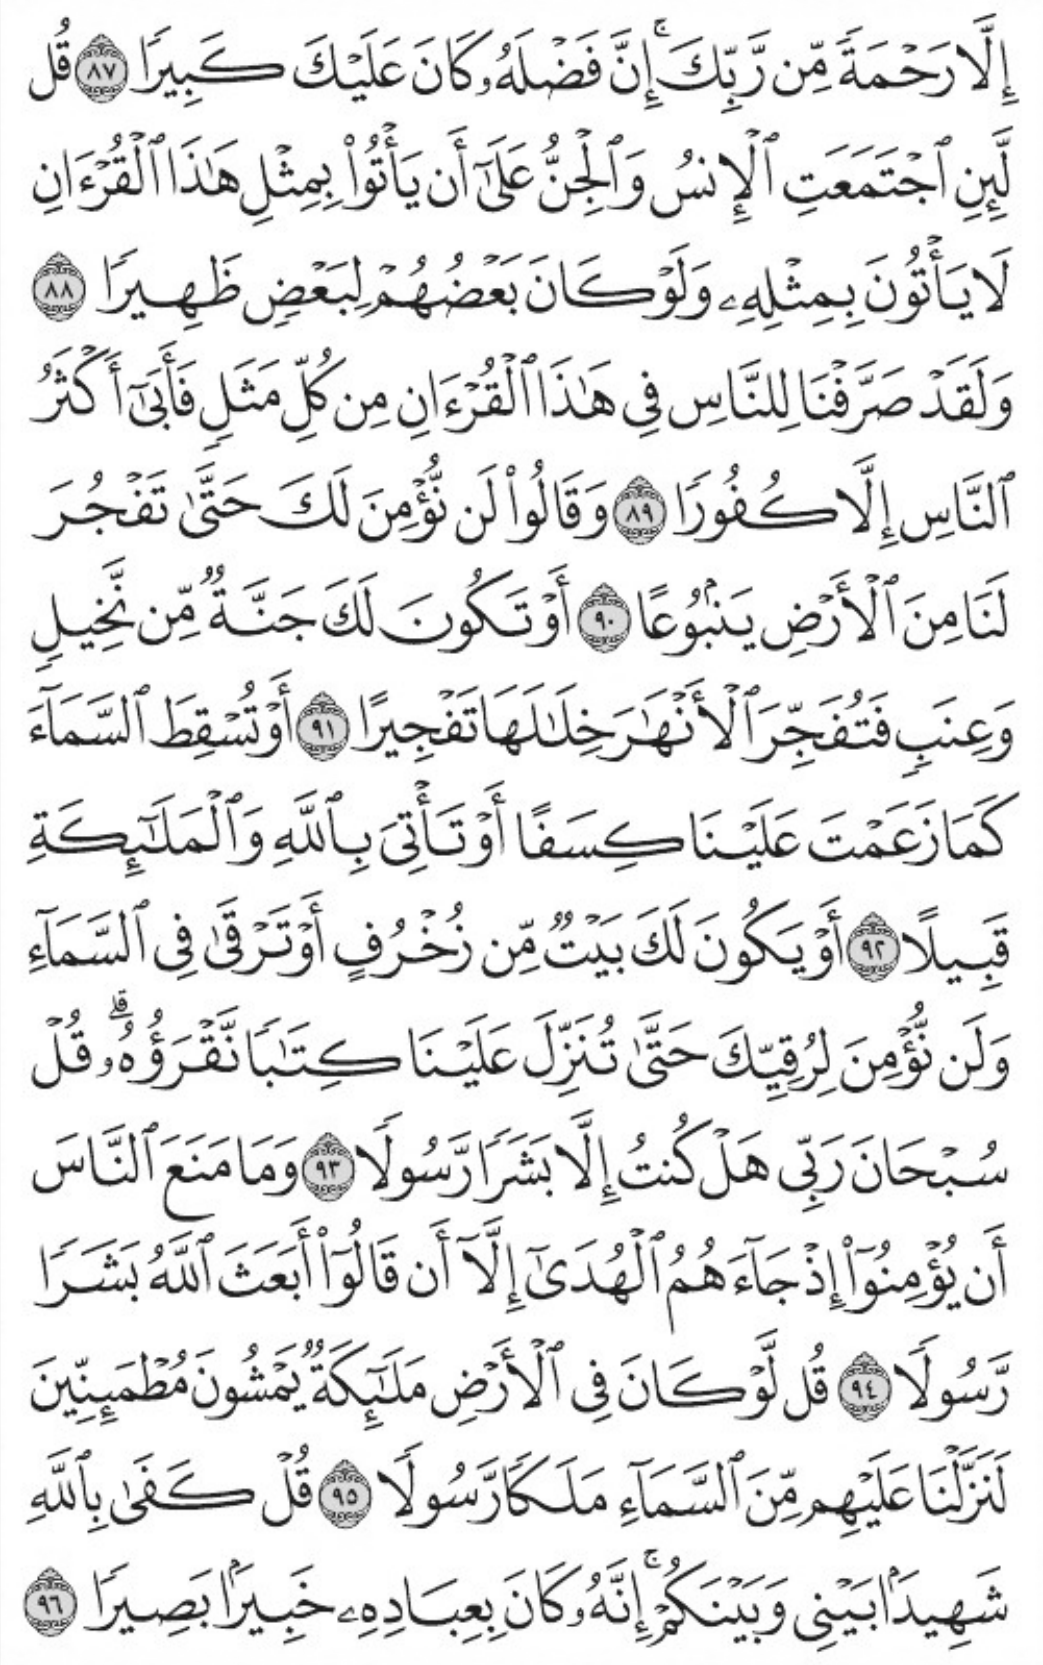 إِلَّا رَحْمَةً مِّن رَّبِّكَ ۚ إِنَّ فَضْلَهُۥ كَانَ عَلَيْكَ كَبِيرًا ٨٧ قُل
لَّئِنِ ٱجْتَمَعَتِ ٱلْإِنسُ وَٱلْجِنُّ عَلَىٰٓ أَن يَأْتُوا۟ بِمِثْلِ هَٰذَا ٱلْقُرْءَانِ
لَا يَأْتُونَ بِمِثْلِهِۦ وَلَوْ كَانَ بَعْضُهُمْ لِبَعْضٍ ظَهِيرًا ٨٨
وَلَقَدْ صَرَّفْنَا لِلنَّاسِ فِى هَٰذَا ٱلْقُرْءَانِ مِن كُلِّ مَثَلٍ فَأَبَىٰٓ أَكْثَرُ
ٱلنَّاسِ إِلَّا كُفُورًا ٨٩ وَقَالُوا۟ لَن نُّؤْمِنَ لَكَ حَتَّىٰ تَفْجُرَ
لَنَا مِنَ ٱلْأَرْضِ يَنۢبُوعًا ٩٠ أَوْ تَكُونَ لَكَ جَنَّةٌ مِّن نَّخِيلٍ
وَعِنَبٍ فَتُفَجِّرَ ٱلْأَنْهَٰرَ خِلَٰلَهَا تَفْجِيرًا ٩١ أَوْ تُسْقِطَ ٱلسَّمَآءَ
كَمَا زَعَمْتَ عَلَيْنَا كِسَفًا أَوْ تَأْتِىَ بِٱللَّهِ وَٱلْمَلَٰٓئِكَةِ
قَبِيلًا ٩٢ أَوْ يَكُونَ لَكَ بَيْتٌ مِّن زُخْرُفٍ أَوْ تَرْقَىٰ فِى ٱلسَّمَآءِ
وَلَن نُّؤْمِنَ لِرُقِيِّكَ حَتَّىٰ تُنَزِّلَ عَلَيْنَا كِتَٰبًا نَّقْرَؤُهُۥ ۗ قُلْ
سُبْحَانَ رَبِّى هَلْ كُنتُ إِلَّا بَشَرًا رَّسُولًا ٩٣ وَمَا مَنَعَ ٱلنَّاسَ
أَن يُؤْمِنُوٓا۟ إِذْ جَآءَهُمُ ٱلْهُدَىٰٓ إِلَّآ أَن قَالُوٓا۟ أَبَعَثَ ٱللَّهُ بَشَرًا
رَّسُولًا ٩٤ قُل لَّوْ كَانَ فِى ٱلْأَرْضِ مَلَٰٓئِكَةٌ يَمْشُونَ مُطْمَئِنِّينَ
لَنَزَّلْنَا عَلَيْهِم مِّنَ ٱلسَّمَآءِ مَلَكًا رَّسُولًا ٩٥ قُلْ كَفَىٰ بِٱللَّهِ
شَهِيدًۢا بَيْنِى وَبَيْنَكُمْ ۚ إِنَّهُۥ كَانَ بِعِبَادِهِۦ خَبِيرًۢا بَصِيرًا ٩٦